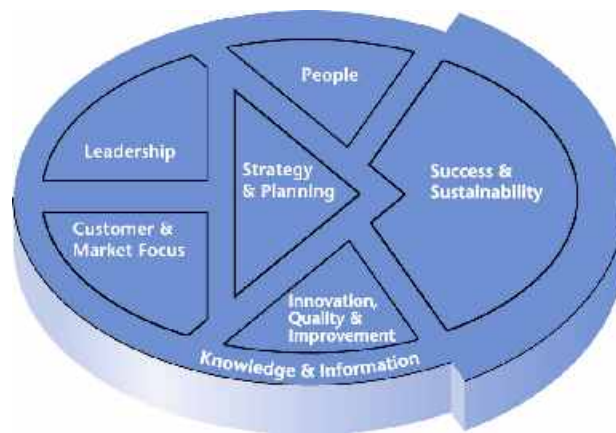 People
Leadership
Strategy
& Planning
Success &
Sustainability
Customer &
Market Focus
Innovation,
Quality &
Improvement
Knowledge & Information